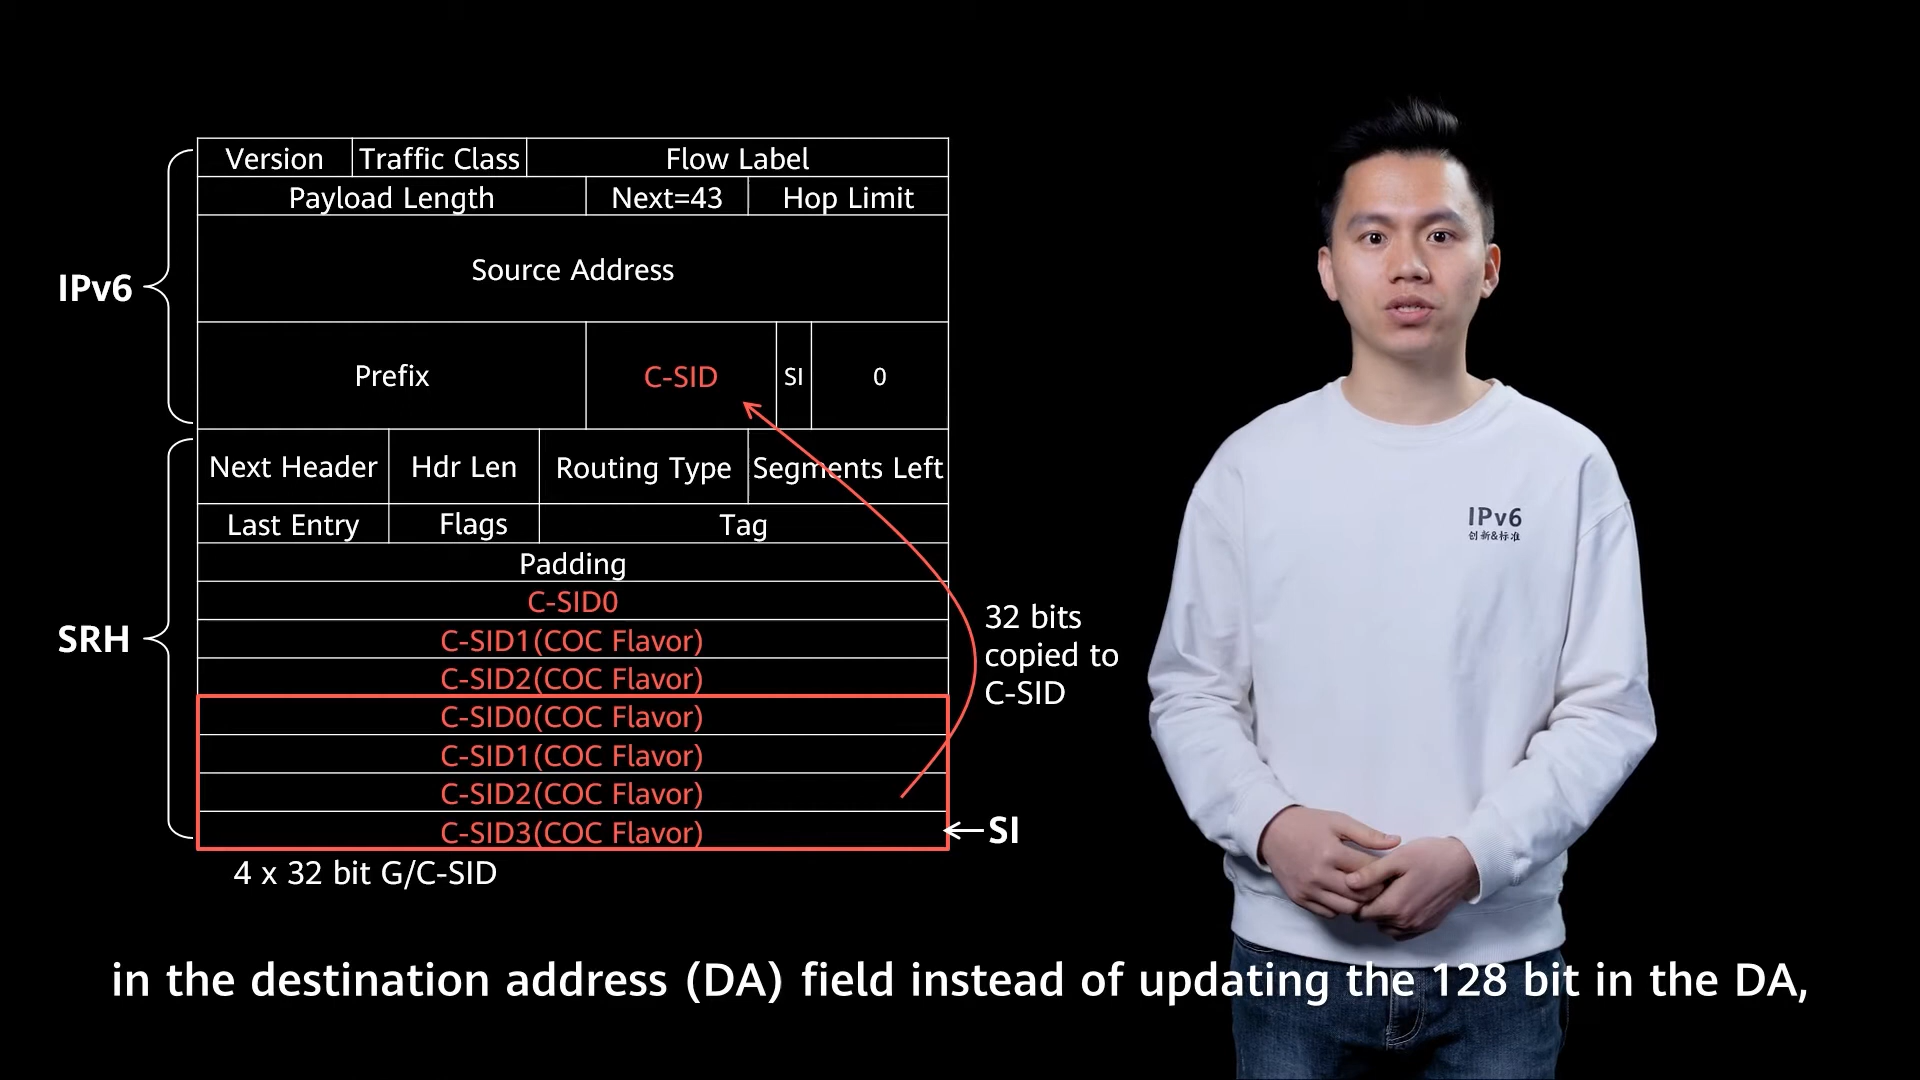 Version Traffic Class Flow Label
Payload Length Next=43 Hop Limit
Source Address
IPv6
Prefix C-SID SI 0
Next Header Hdr Len Routing Type Segments Left
Last Entry Flags Tag
Padding
C-SID0
SRH
C-SID1(COC Flavor)
C-SID2(COC Flavor)
C-SID0(COC Flavor)
C-SID1(COC Flavor)
C-SID2(COC Flavor)
C-SID3(COC Flavor)
32 bits
copied to
C-SID
SI
4 x 32 bit G/C-SID
IPv6
创新&标准
in the destination address (DA) field instead of updating the 128 bit in the DA,